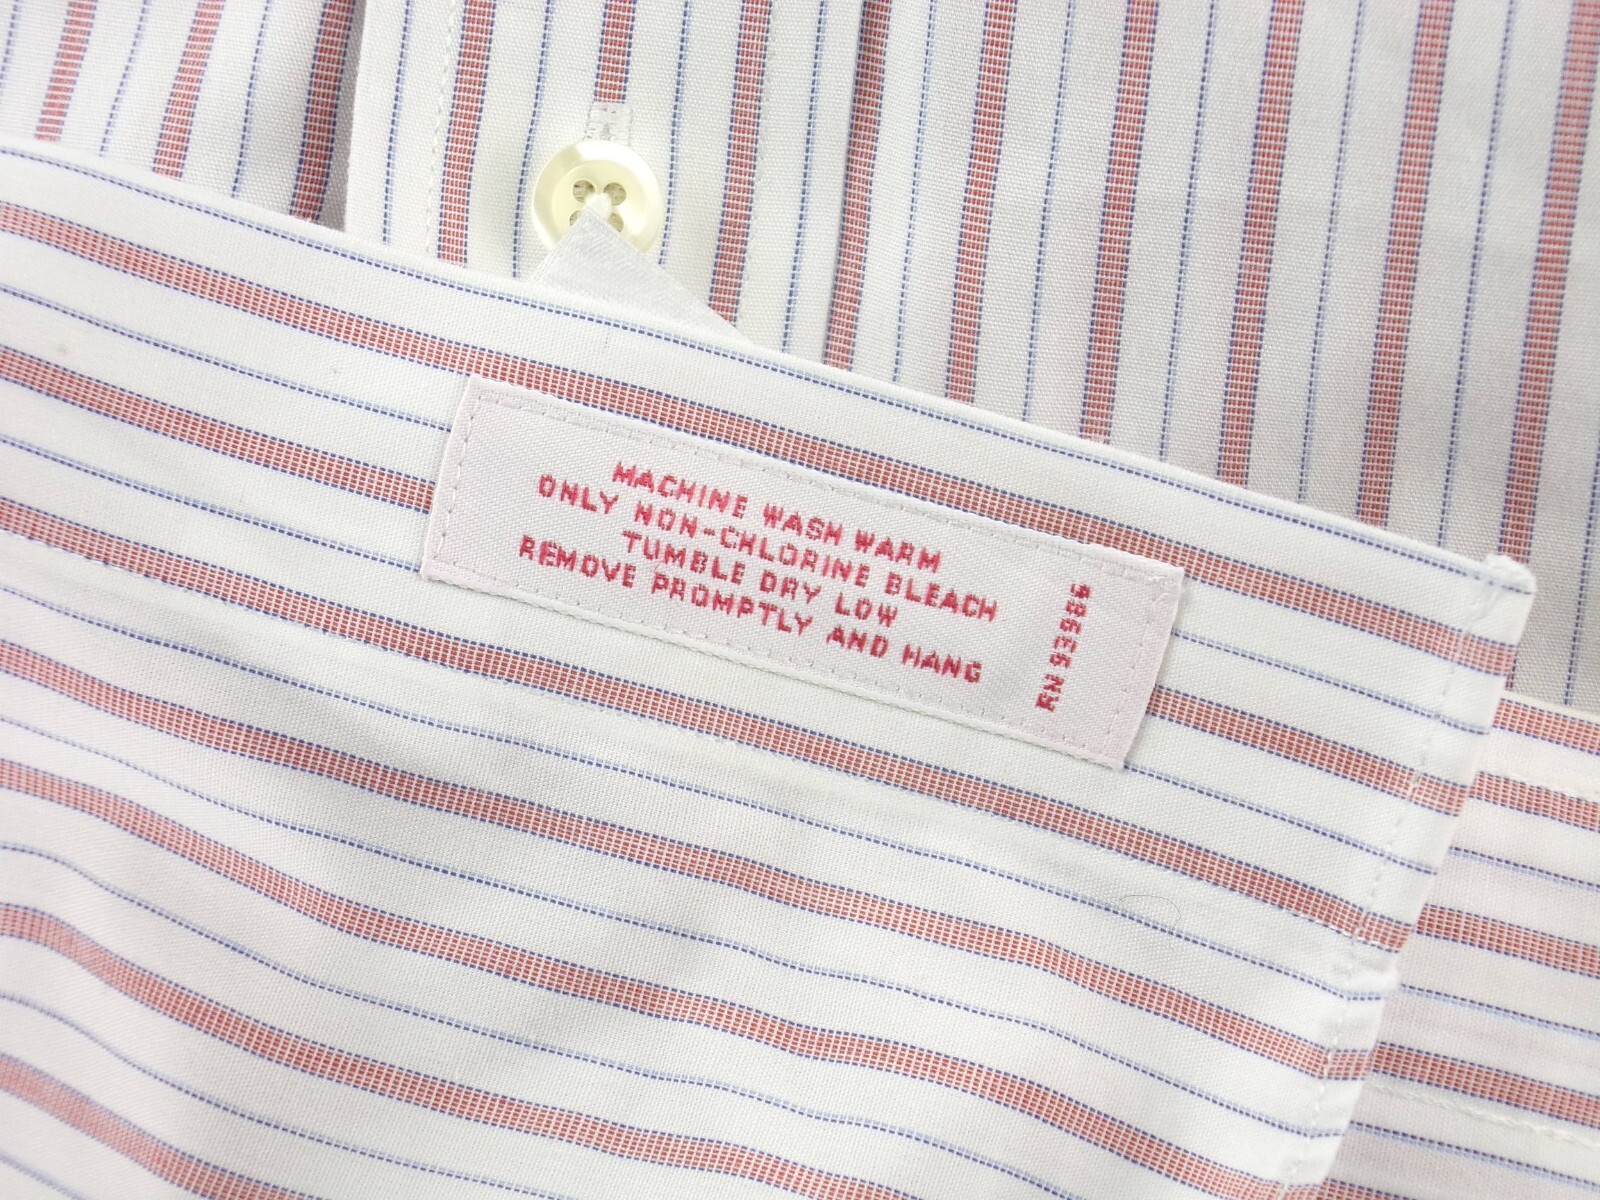 MACHINE WASH WARM
ONLY NON-CHLORINE BLEACH
TUMBLE DRY LOW
REMOVE PROMPTLY AND HANG
RN 93985